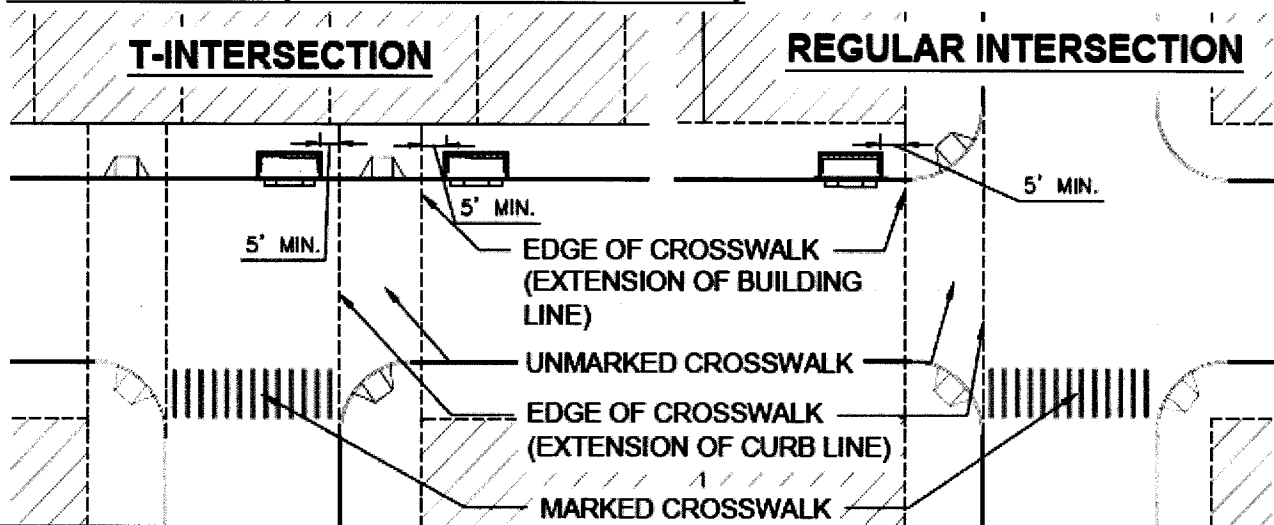 T-INTERSECTION
REGULAR INTERSECTION
5' MIN.
5' MIN.
5' MIN.
EDGE OF CROSSWALK
(EXTENSION OF BUILDING
LINE)
UNMARKED CROSSWALK
EDGE OF CROSSWALK
(EXTENSION OF CURB LINE)
MARKED CROSSWALK